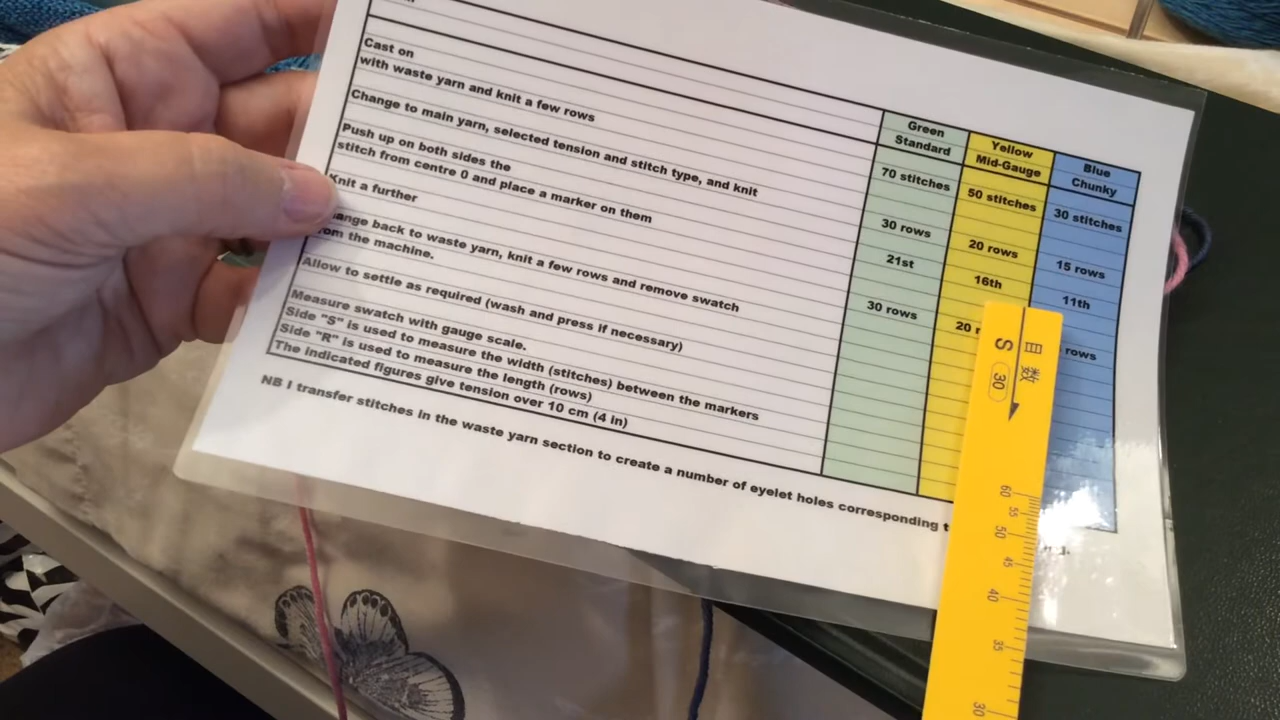 Cast on
with waste yarn and knit a few rows
Change to main yarn, selected tension and stitch type, and knit
Push up on both sides the
stitch from centre 0 and place a marker on them
Knit a further
ange back to waste yarn, knit a few rows and remove swatch
om the machine.
Allow to settle as required (wash and press if necessary)
Measure swatch with gauge scale.
Side "S" is used to measure the width (stitches) between the markers
Side "R" is used to measure the length (rows)
The indicated figures give tension over 10 cm (4 in)
NB I transfer stitches in the waste yarn section to create a number of eyelet holes corresponding t
Green
Standard
70 stitches
30 rows
21st
30 rows
Yellow
Mid-Gauge
50 stitches
20 rows
16th
20 r
Blue
Chunky
30 stitches
15 rows
11th
rows
目数
S 30
60
55
50
45
40
35
30